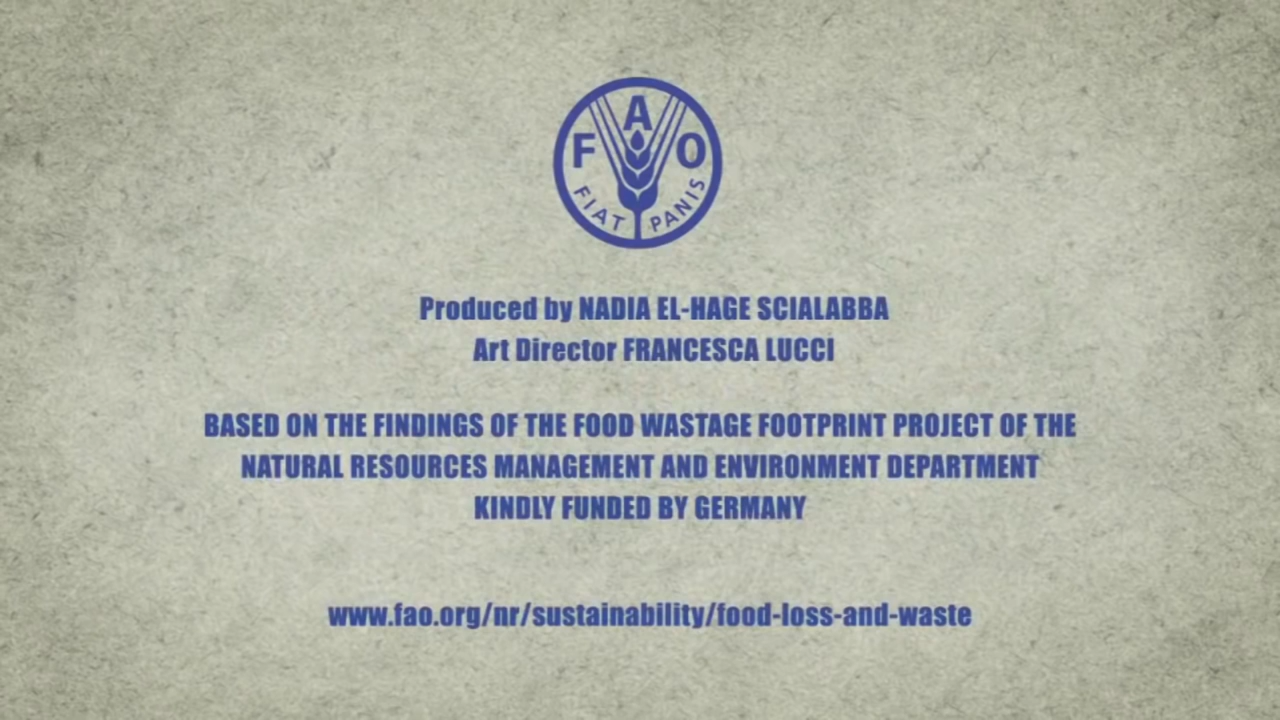 F A O
FIAT PANIS
Produced by NADIA EL-HAGE SCIALABBA
Art Director FRANCESCA LUCCI
BASED ON THE FINDINGS OF THE FOOD WASTAGE FOOTPRINT PROJECT OF THE
NATURAL RESOURCES MANAGEMENT AND ENVIRONMENT DEPARTMENT
KINDLY FUNDED BY GERMANY
www.fao.org/nr/sustainability/food-loss-and-waste